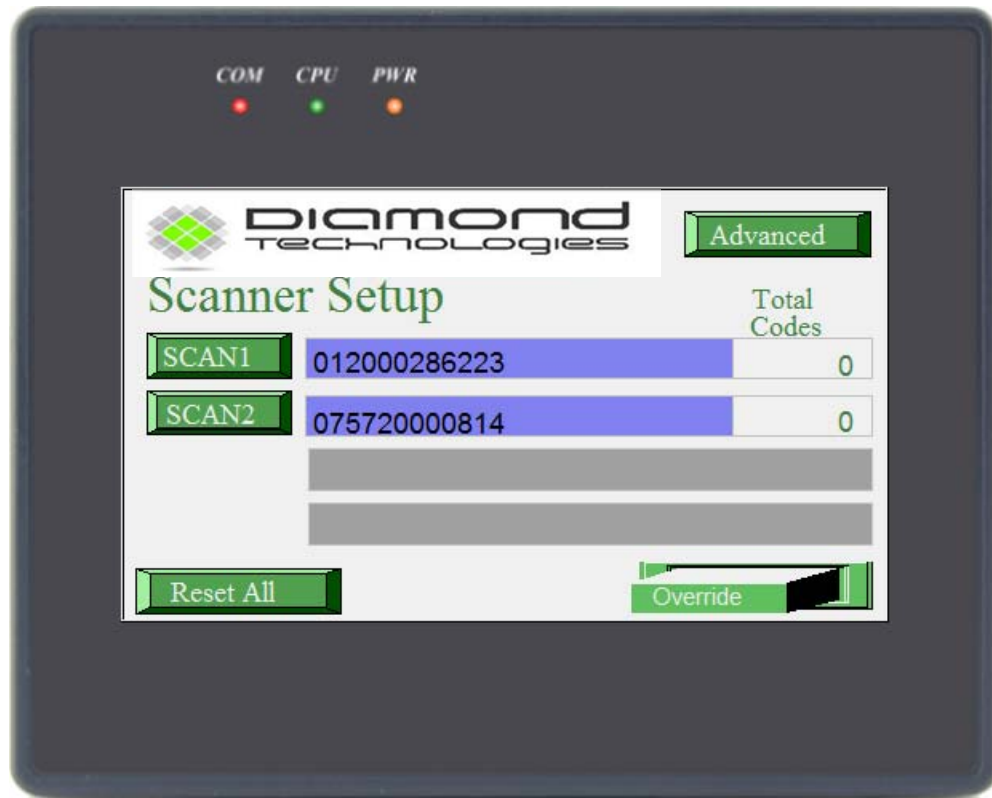 COM CPU PWR
Diamond
Technologies
Advanced
Scanner Setup
Total
Codes
SCAN1 012000286223 0
SCAN2 075720000814 0
Reset All
Override